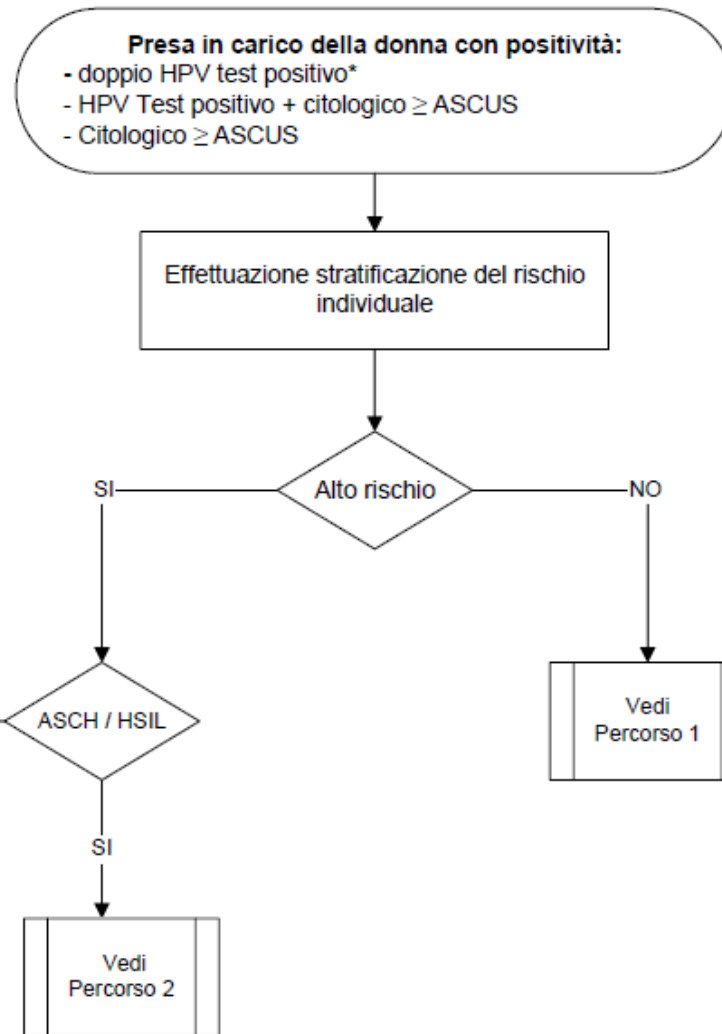 Presa in carico della donna con positività:
- doppio HPV test positivo*
- HPV Test positivo + citologico ≥ ASCUS
- Citologico ≥ ASCUS
Effettuazione stratificazione del rischio
individuale
SI
Alto rischio
NO
ASCH / HSIL
Vedi
Percorso 1
SI
Vedi
Percorso 2